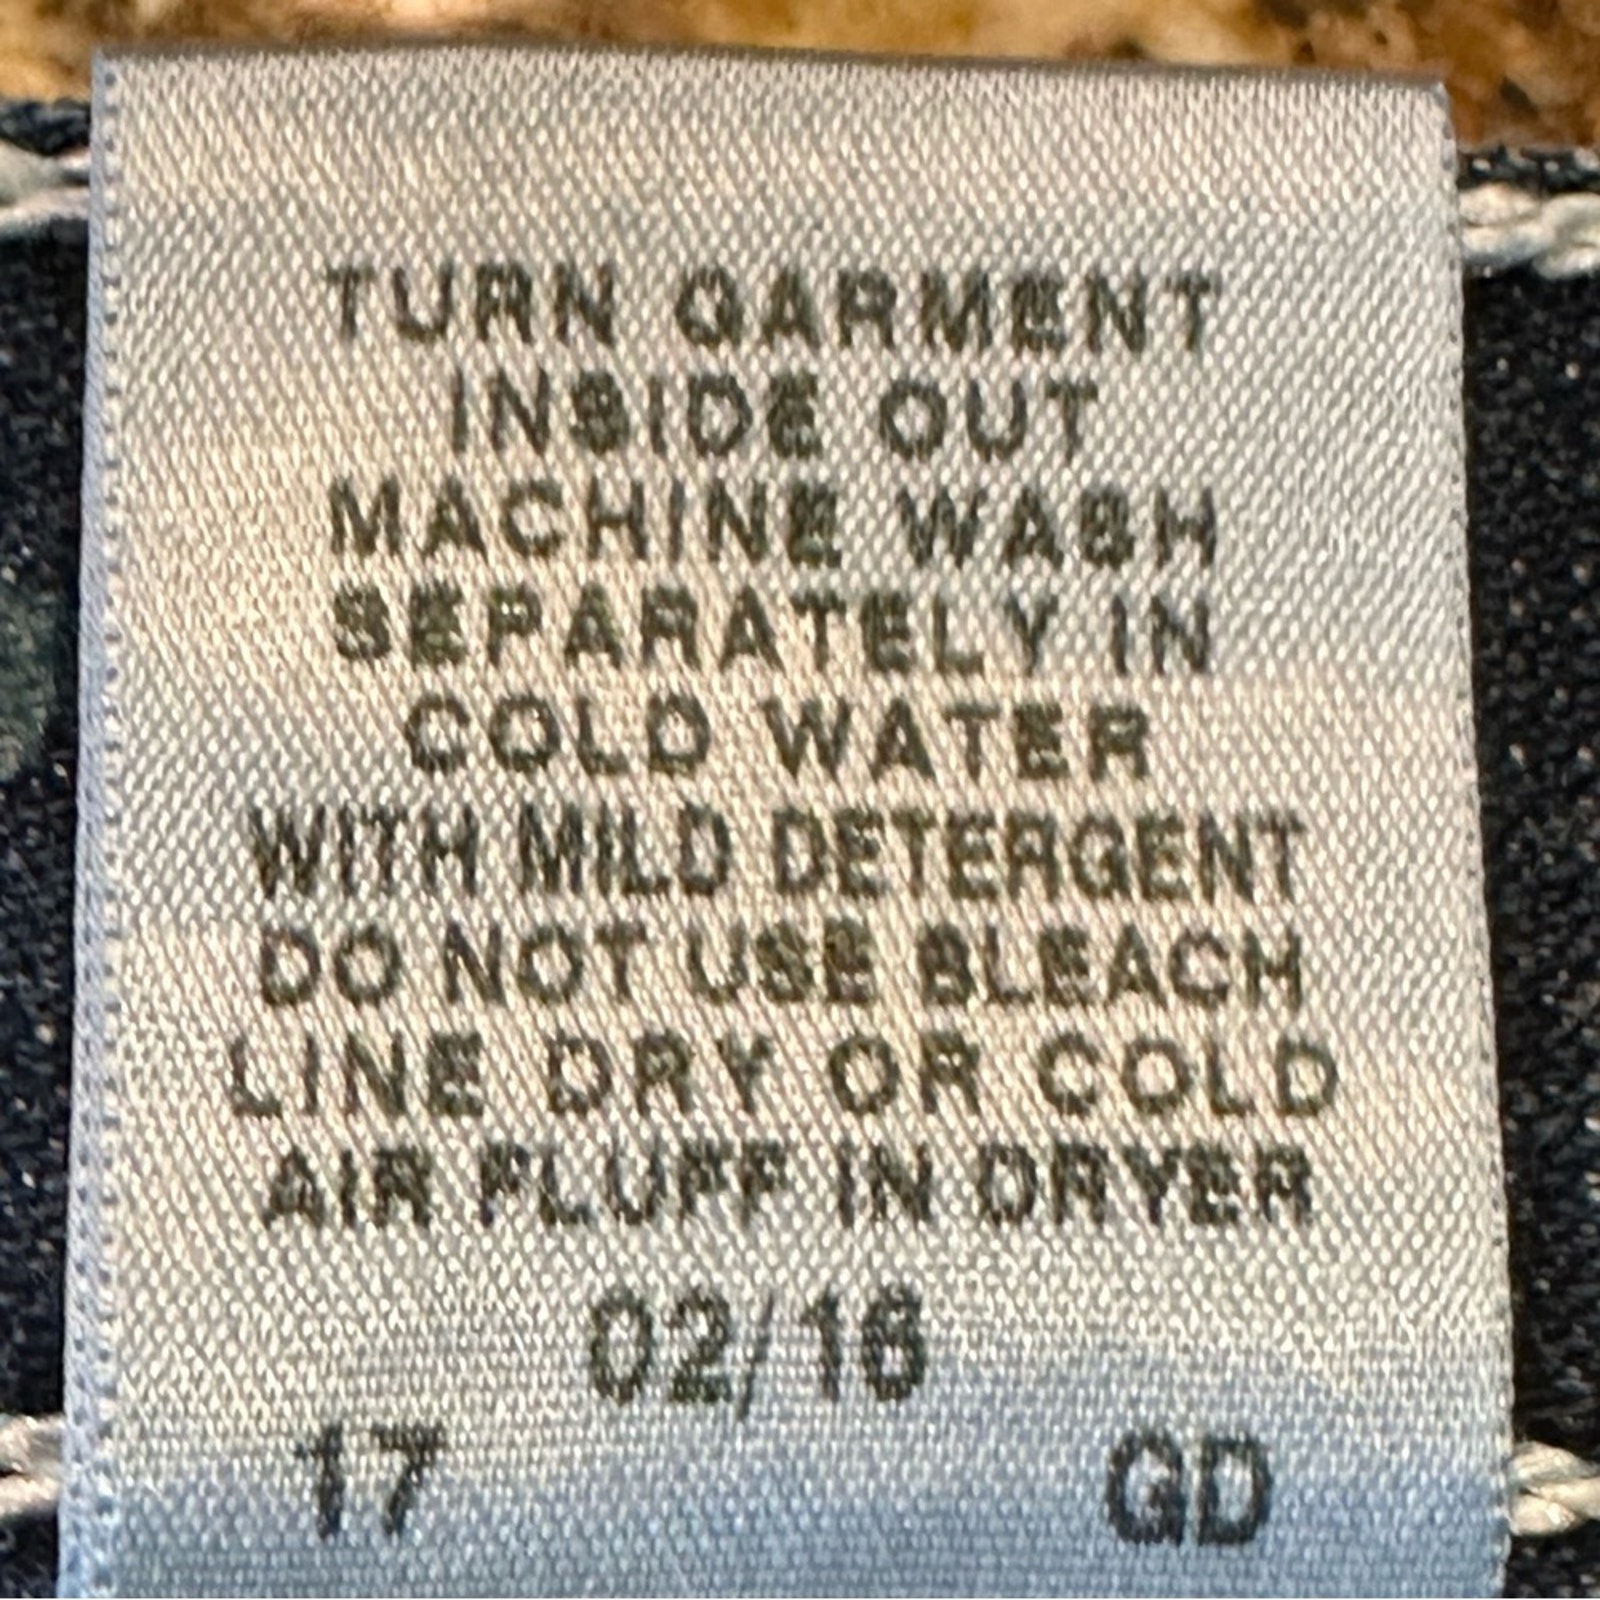 TURN GARMENT
INSIDE OUT
MACHINE WASH
SEPARATELY IN
COLD WATER
WITH MILD DETERGENT
DO NOT USE BLEACH
LINE DRY OR COLD
AIR FLUFF IN DRYER
02/16
17 GD